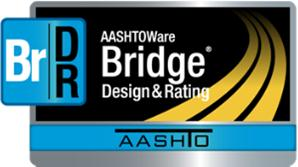 Br DR
AASHTOWare
Bridge®
Design & Rating
AASHTO